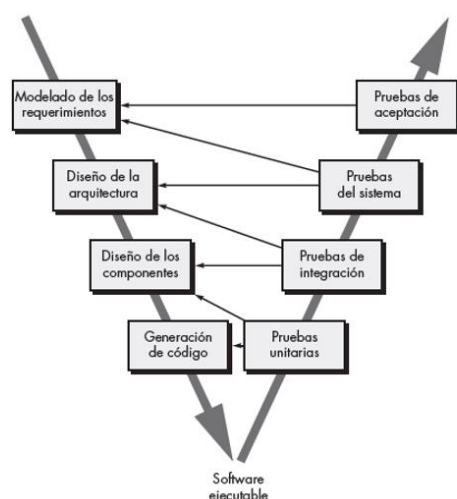 Modelado de los
requerimientos
Pruebas de
aceptación
Diseño de la
arquitectura
Pruebas
del sistema
Diseño de los
componentes
Pruebas de
integración
Generación
de código
Pruebas
unitarias
Software
ejecutable